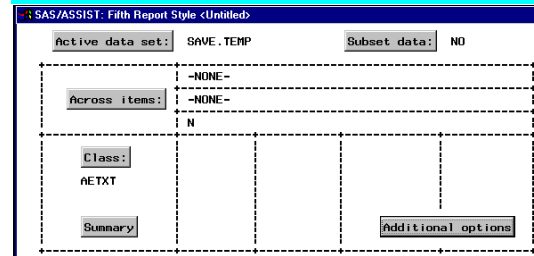 SAS/ASSIST: Fifth Report Style <Untitled>
Active data set: SAVE.TEMP Subset data: NO
-NONE-
Across items: -NONE-
N
Class:
AETXT
Summary Additional options